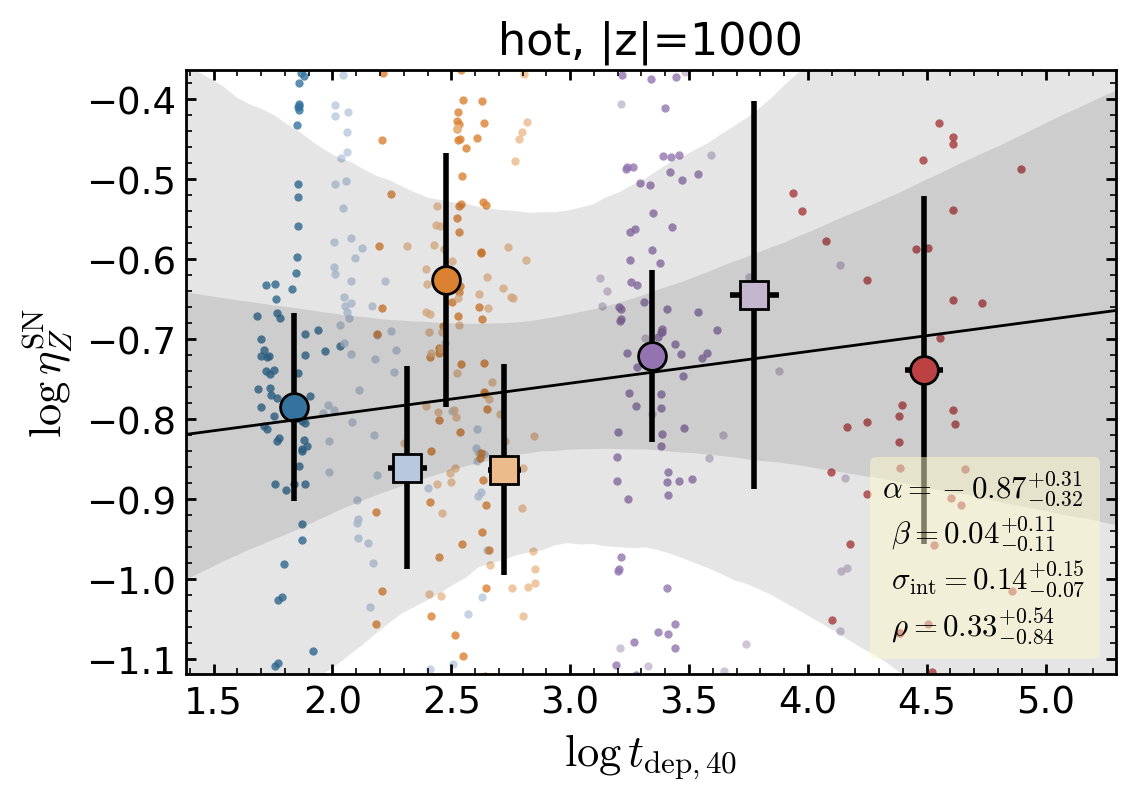 hot, |z|=1000
−0.4
−0.5
−0.6
−0.7
−0.8
−0.9
−1.0
−1.1
log η_Z^SN
α = −0.87^{+0.31}_{−0.32}
β = 0.04^{+0.11}_{−0.11}
σ_int = 0.14^{+0.15}_{−0.07}
ρ = 0.33^{+0.54}_{−0.84}
1.5 2.0 2.5 3.0 3.5 4.0 4.5 5.0
log t_{dep, 40}